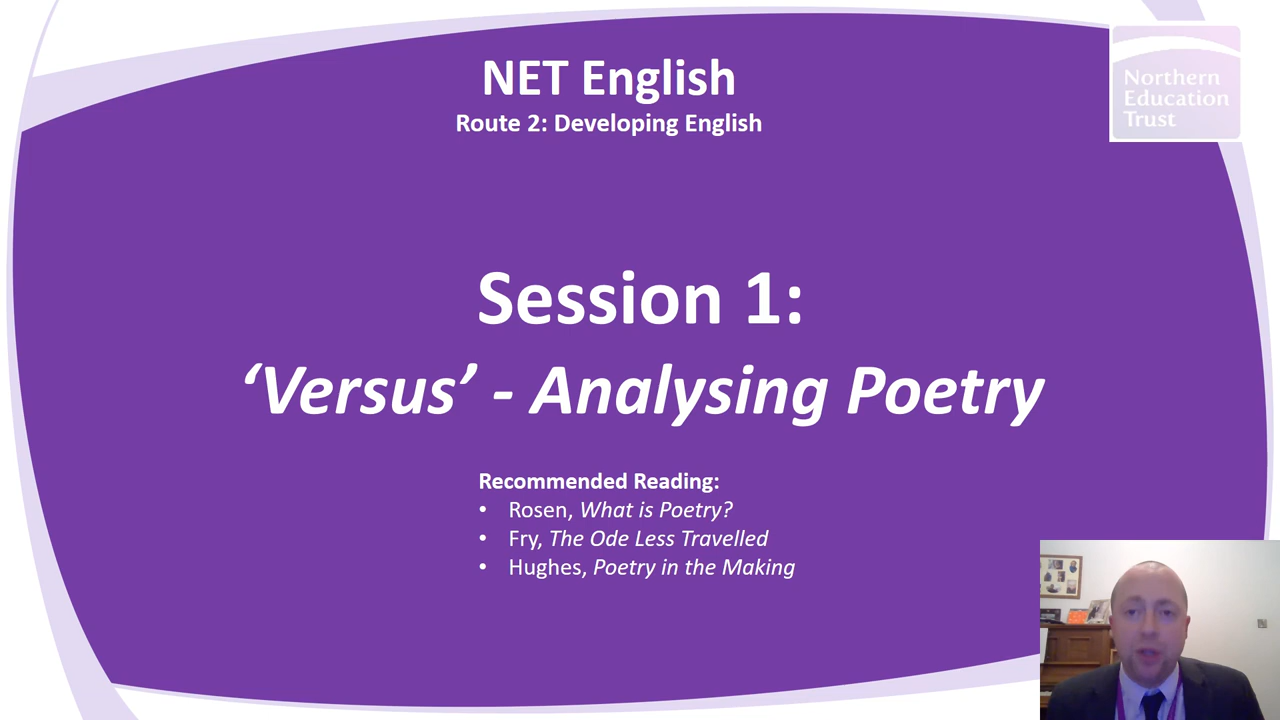 NET English
Route 2: Developing English
Northern
Education
Trust
Session 1:
‘Versus’ - Analysing Poetry
Recommended Reading:
• Rosen, What is Poetry?
• Fry, The Ode Less Travelled
• Hughes, Poetry in the Making